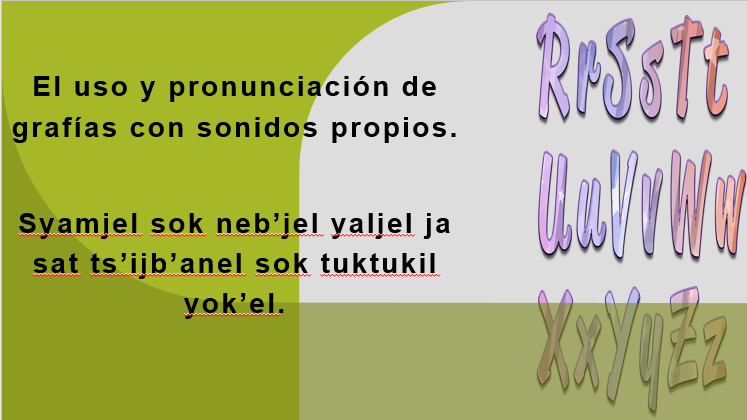 El uso y pronunciación de
grafías con sonidos propios.
Syamjel sok neb’jel yaljel ja
sat ts’ijb’anel sok tuktukil
yok’el.
RrSsTt
UuVvWw
XxYyZz